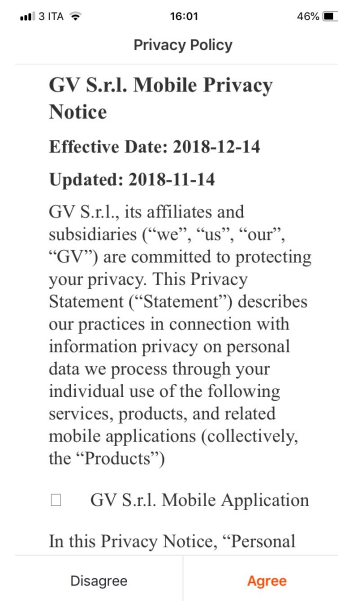 3 ITA 16:01 46%
Privacy Policy
GV S.r.l. Mobile Privacy
Notice
Effective Date: 2018-12-14
Updated: 2018-11-14
GV S.r.l., its affiliates and
subsidiaries (“we”, “us”, “our”,
“GV”) are committed to protecting
your privacy. This Privacy
Statement (“Statement”) describes
our practices in connection with
information privacy on personal
data we process through your
individual use of the following
services, products, and related
mobile applications (collectively,
the “Products”)
GV S.r.l. Mobile Application
In this Privacy Notice, “Personal
Disagree Agree